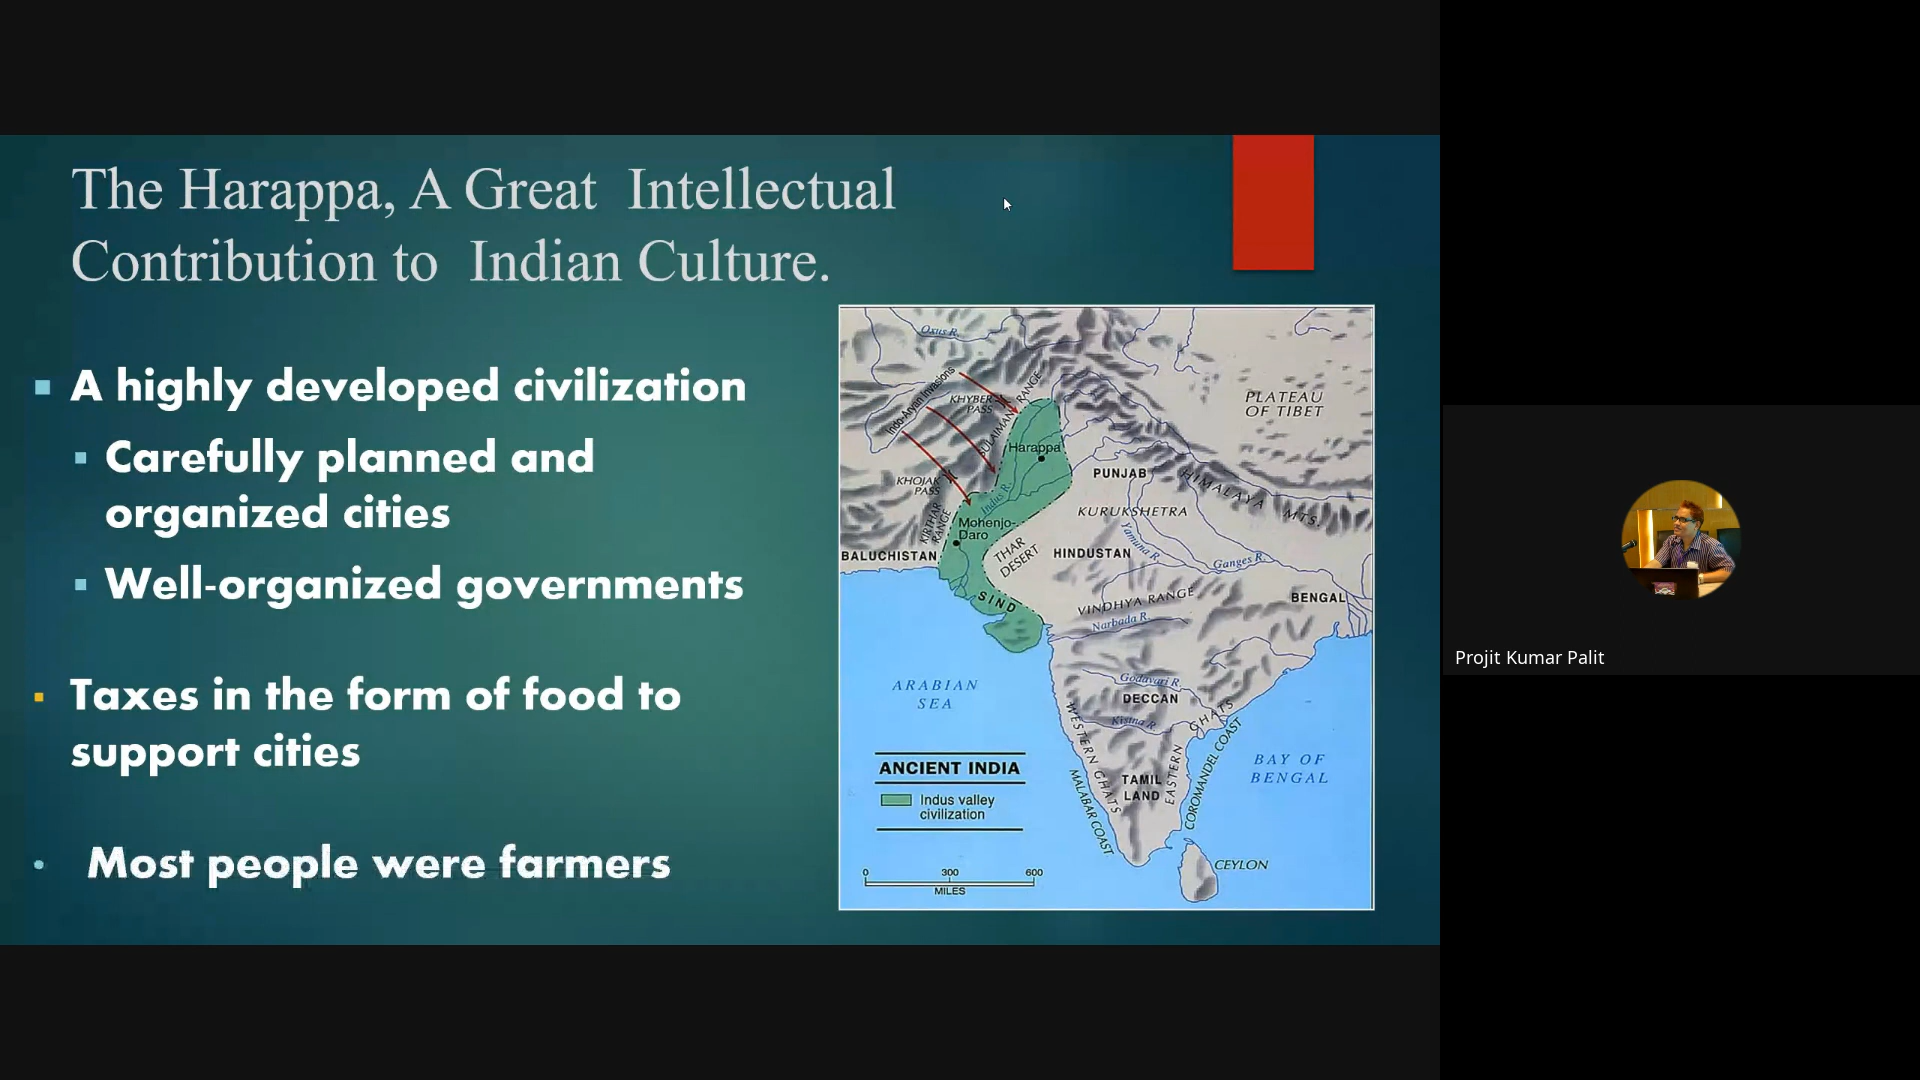 The Harappa, A Great Intellectual
Contribution to Indian Culture.
A highly developed civilization
Carefully planned and
organized cities
Well-organized governments
Taxes in the form of food to
support cities
Most people were farmers
Oxus R.
Indo-Aryan Invasions
KHYBER
PASS
SULAIMAN RANGE
PLATEAU
OF TIBET
Harappa
PUNJAB
HIMALAYA MTS.
KHOJAK
PASS
Indus R.
KURUKSHETRA
KIRTHAR
RANGE
Mohenjo-
Daro
THAR
DESERT
HINDUSTAN
Yamuna R.
Ganges R.
BALUCHISTAN
SIND
VINDHYA RANGE
Narbada R.
BENGAL
ARABIAN
SEA
Godavari R.
DECCAN
Kistna R.
WESTERN GHATS
EASTERN GHATS
MALABAR COAST
COROMANDEL COAST
TAMIL
LAND
BAY OF
BENGAL
CEYLON
ANCIENT INDIA
Indus valley
civilization
0 300 600
MILES
Projit Kumar Palit